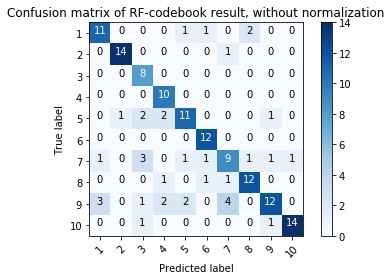 Confusion matrix of RF-codebook result, without normalization
1 11 0 0 0 1 1 0 2 0 0
2 0 14 0 0 0 0 1 0 0 0
3 0 0 8 0 0 0 0 0 0 0
4 0 0 0 10 0 0 0 0 0 0
5 0 1 2 2 11 0 0 0 1 0
6 0 0 0 0 0 12 0 0 0 0
7 1 0 3 0 1 1 9 1 1 1
8 0 0 0 1 0 1 1 12 0 0
9 3 0 1 2 2 0 4 0 12 0
10 0 0 1 0 0 0 0 0 1 14
1 2 3 4 5 6 7 8 9 10
True label
Predicted label
14
12
10
8
6
4
2
0